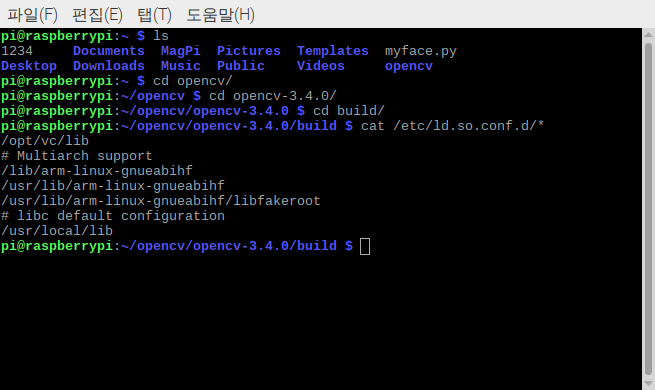 파일(F) 편집(E) 탭(T) 도움말(H)
pi@raspberrypi:~ $ ls
1234 Documents MagPi Pictures Templates myface.py
Desktop Downloads Music Public Videos opencv
pi@raspberrypi:~ $ cd opencv/
pi@raspberrypi:~/opencv $ cd opencv-3.4.0/
pi@raspberrypi:~/opencv/opencv-3.4.0 $ cd build/
pi@raspberrypi:~/opencv/opencv-3.4.0/build $ cat /etc/ld.so.conf.d/*
/opt/vc/lib
# Multiarch support
/lib/arm-linux-gnueabihf
/usr/lib/arm-linux-gnueabihf
/usr/lib/arm-linux-gnueabihf/libfakeroot
# libc default configuration
/usr/local/lib
pi@raspberrypi:~/opencv/opencv-3.4.0/build $